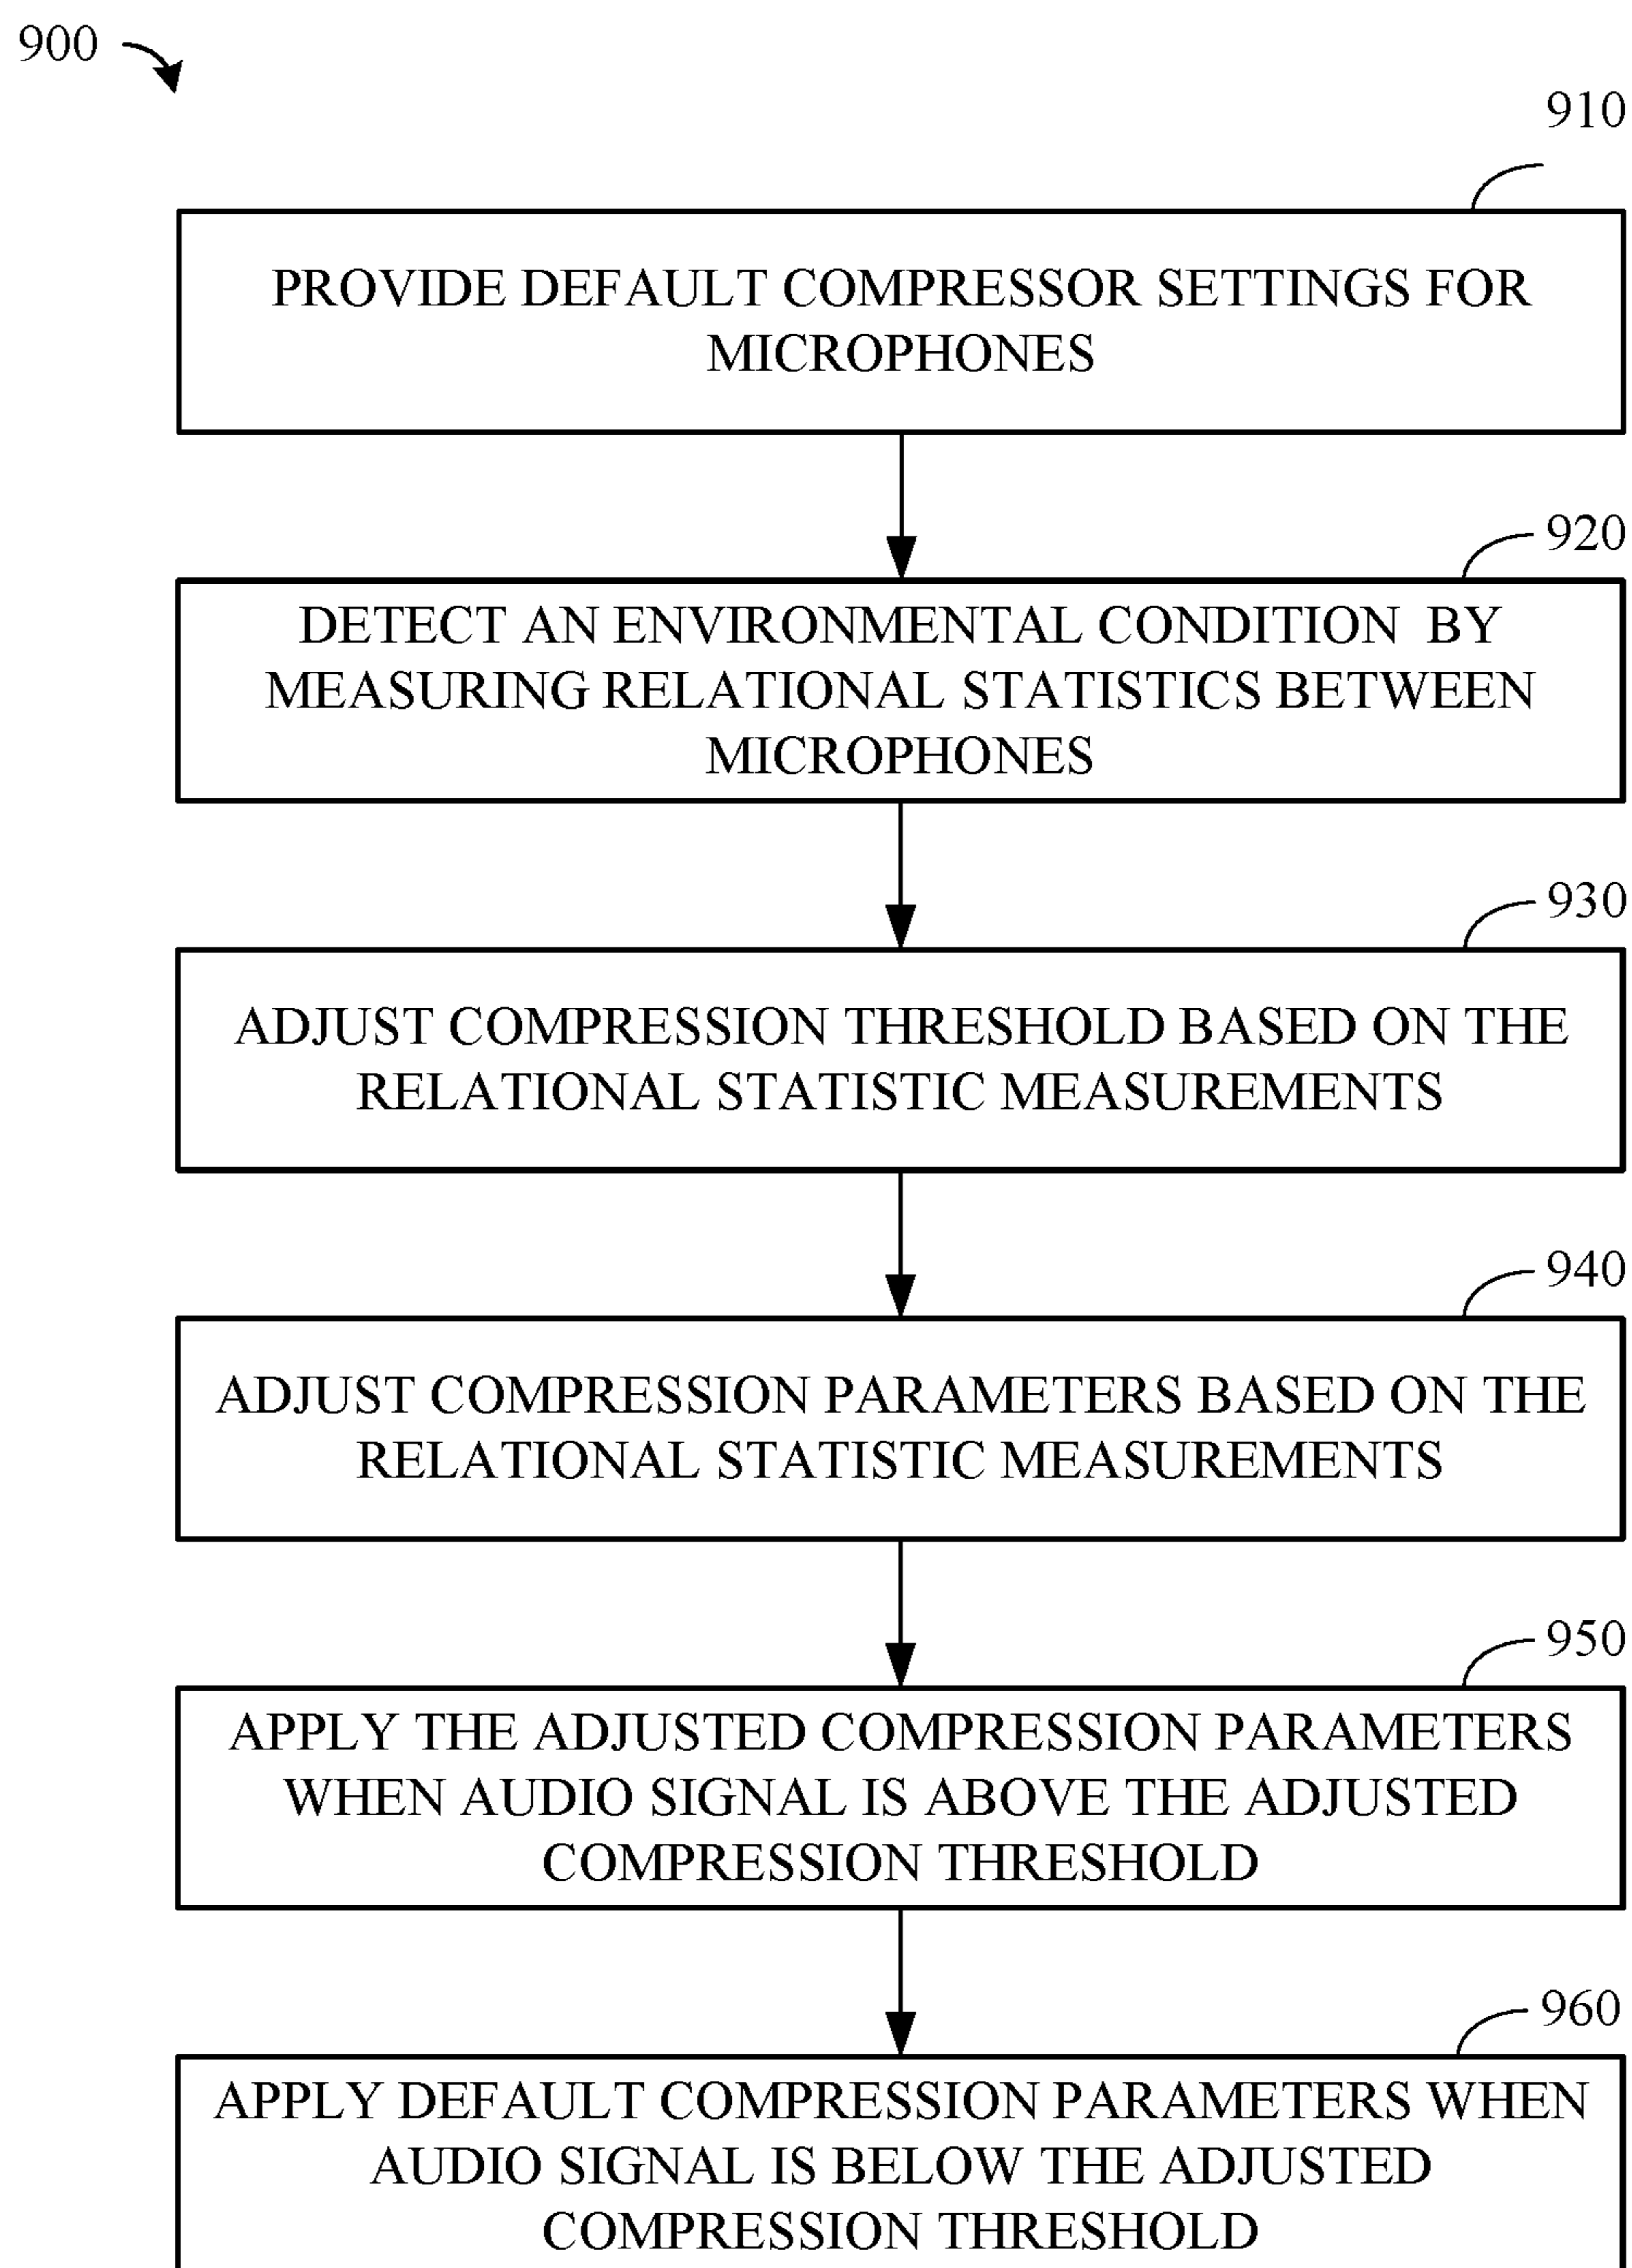 900
910
PROVIDE DEFAULT COMPRESSOR SETTINGS FOR
MICROPHONES
920
DETECT AN ENVIRONMENTAL CONDITION BY
MEASURING RELATIONAL STATISTICS BETWEEN
MICROPHONES
930
ADJUST COMPRESSION THRESHOLD BASED ON THE
RELATIONAL STATISTIC MEASUREMENTS
940
ADJUST COMPRESSION PARAMETERS BASED ON THE
RELATIONAL STATISTIC MEASUREMENTS
950
APPLY THE ADJUSTED COMPRESSION PARAMETERS
WHEN AUDIO SIGNAL IS ABOVE THE ADJUSTED
COMPRESSION THRESHOLD
960
APPLY DEFAULT COMPRESSION PARAMETERS WHEN
AUDIO SIGNAL IS BELOW THE ADJUSTED
COMPRESSION THRESHOLD